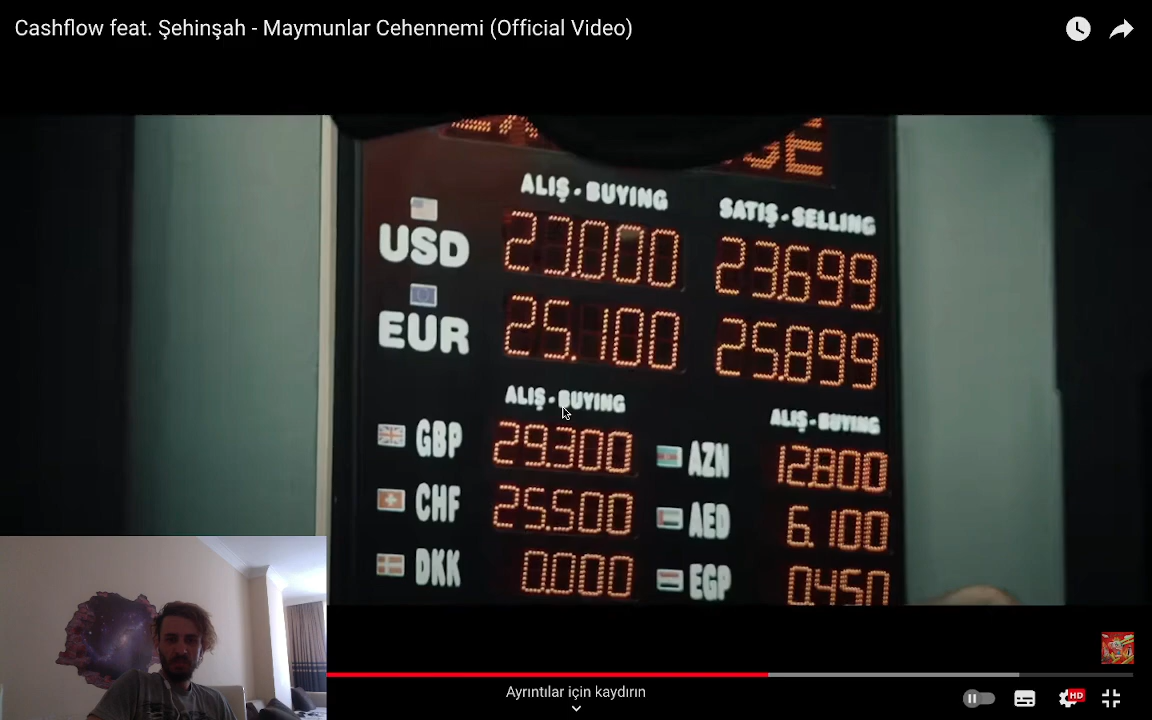 Cashflow feat. Şehinşah - Maymunlar Cehennemi (Official Video)
ALIŞ - BUYING
SATIŞ - SELLING
USD 23.000 23.699
EUR 25.100 25.899
ALIŞ - BUYING
ALIŞ - BUYING
GBP 29.300 AZN 12.800
CHF 25.500 AED 6.100
DKK 0.000 EGP 0.450
Ayrıntılar için kaydırın
HD